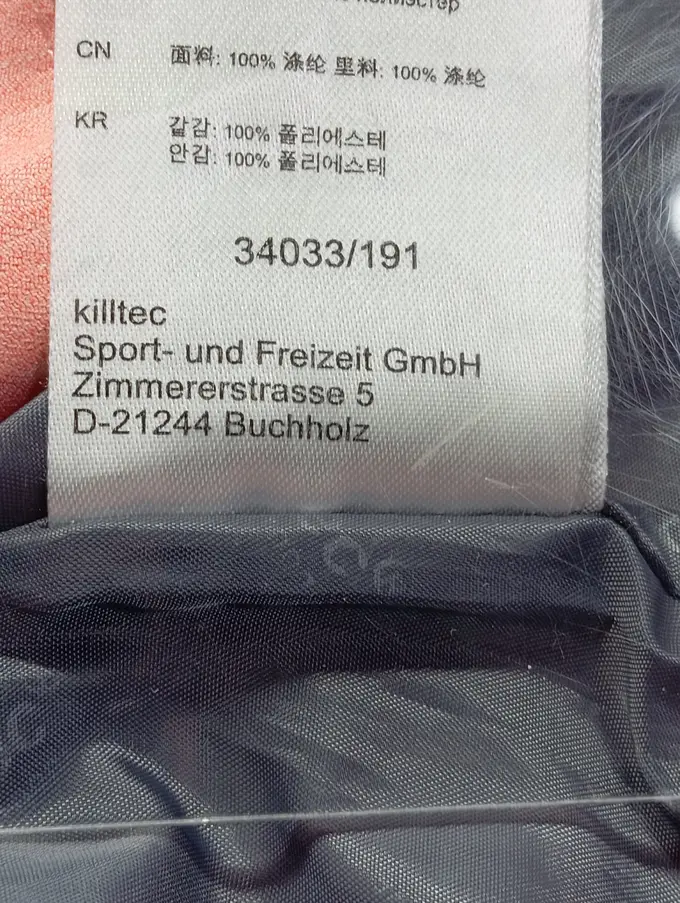 полиэстер
CN 面料: 100% 涤纶 里料: 100% 涤纶
KR 같감: 100% 폴리에스테
안감: 100% 폴리에스테
34033/191
killtec
Sport- und Freizeit GmbH
Zimmererstrasse 5
D-21244 Buchholz